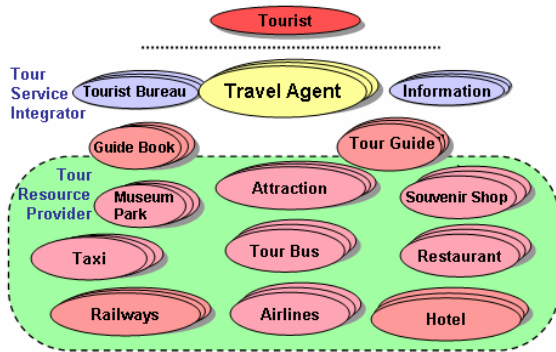 Tourist
Tour
Service
Integrator
Tourist Bureau
Travel Agent
Information
Guide Book
Tour Guide
Tour
Resource
Provider
Museum
Park
Attraction
Souvenir Shop
Taxi
Tour Bus
Restaurant
Railways
Airlines
Hotel